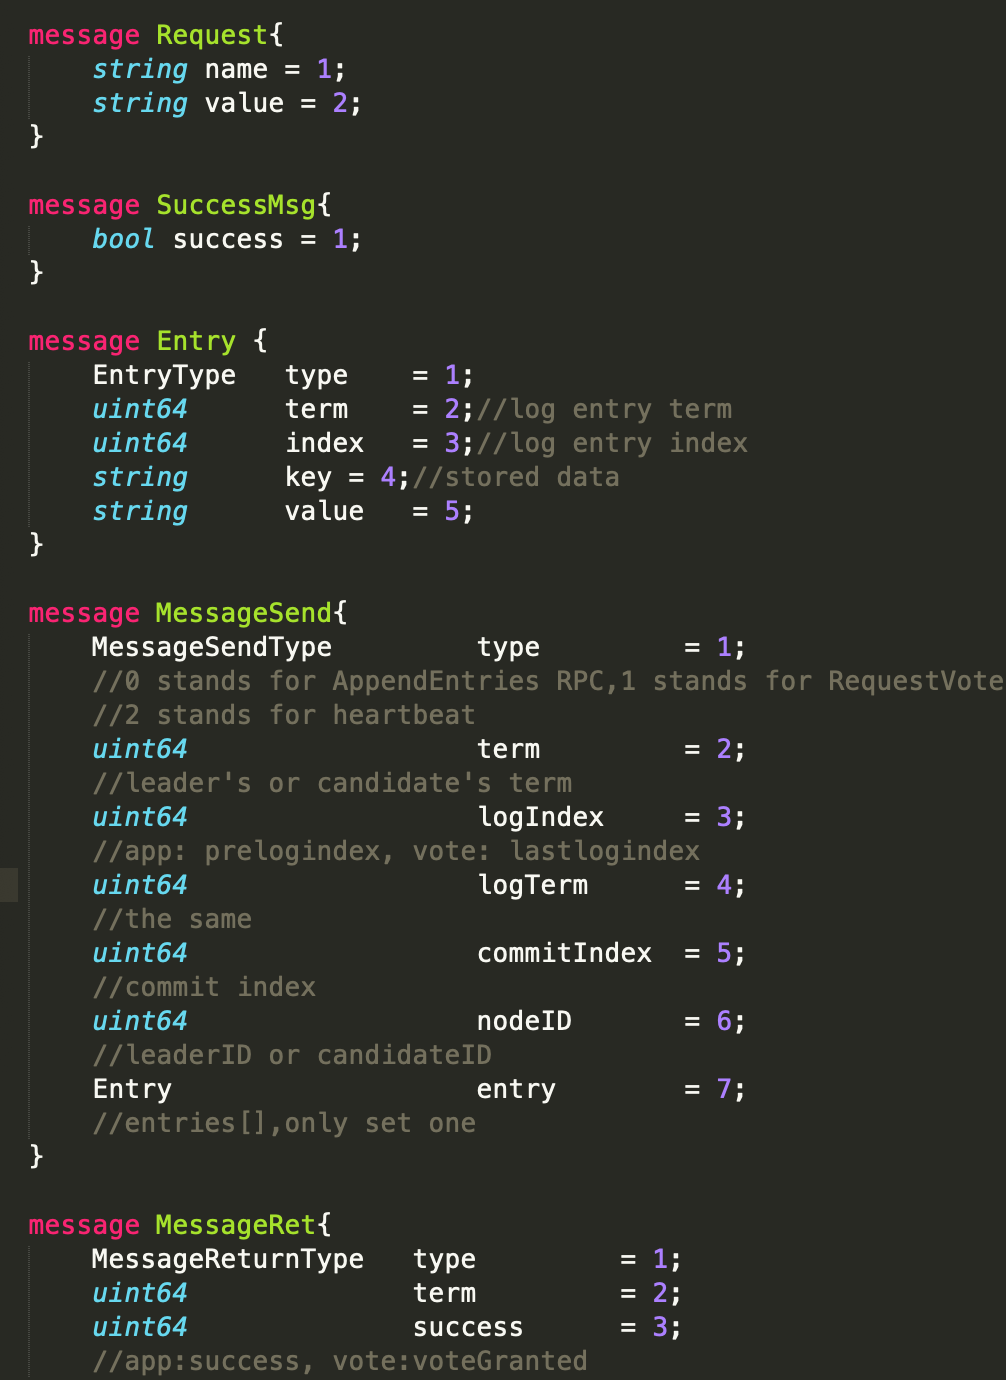 message Request{
    string name = 1;
    string value = 2;
}

message SuccessMsg{
    bool success = 1;
}

message Entry {
    EntryType   type    = 1;
    uint64      term    = 2;//log entry term
    uint64      index   = 3;//log entry index
    string      key = 4;//stored data
    string      value   = 5;
}

message MessageSend{
    MessageSendType         type         = 1;
    //0 stands for AppendEntries RPC,1 stands for RequestVote
    //2 stands for heartbeat
    uint64                  term         = 2;
    //leader's or candidate's term
    uint64                  logIndex     = 3;
    //app: prelogindex, vote: lastlogindex
    uint64                  logTerm      = 4;
    //the same
    uint64                  commitIndex  = 5;
    //commit index
    uint64                  nodeID       = 6;
    //leaderID or candidateID
    Entry                   entry        = 7;
    //entries[],only set one
}

message MessageRet{
    MessageReturnType   type         = 1;
    uint64              term         = 2;
    uint64              success      = 3;
    //app:success, vote:voteGranted